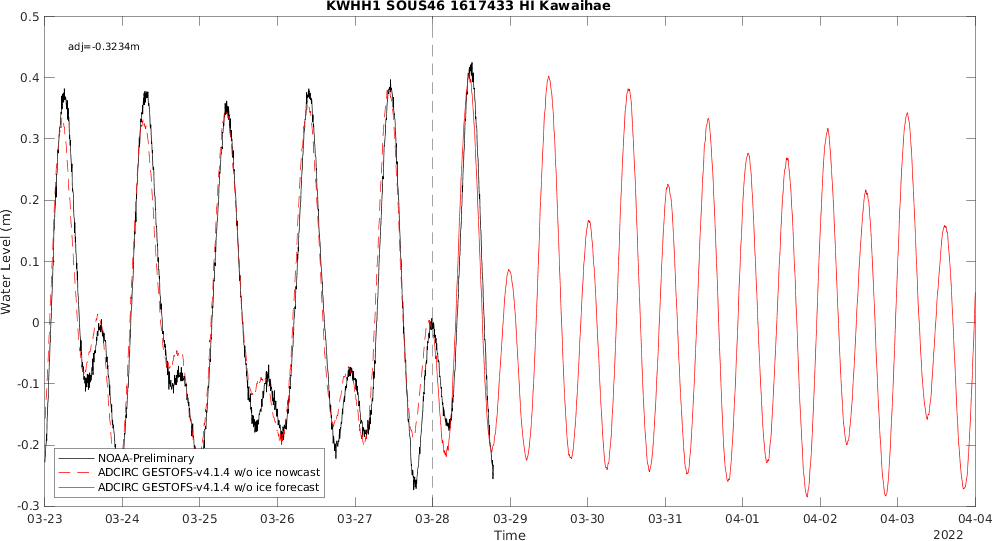 KWHH1 SOUS46 1617433 HI Kawaihae
adj=-0.3234m
Water Level (m)
0.5
0.4
0.3
0.2
0.1
0
-0.1
-0.2
-0.3
NOAA-Preliminary
ADCIRC GESTOFS-v4.1.4 w/o ice nowcast
ADCIRC GESTOFS-v4.1.4 w/o ice forecast
03-23 03-24 03-25 03-26 03-27 03-28 03-29 03-30 03-31 04-01 04-02 04-03 04-04
Time
2022